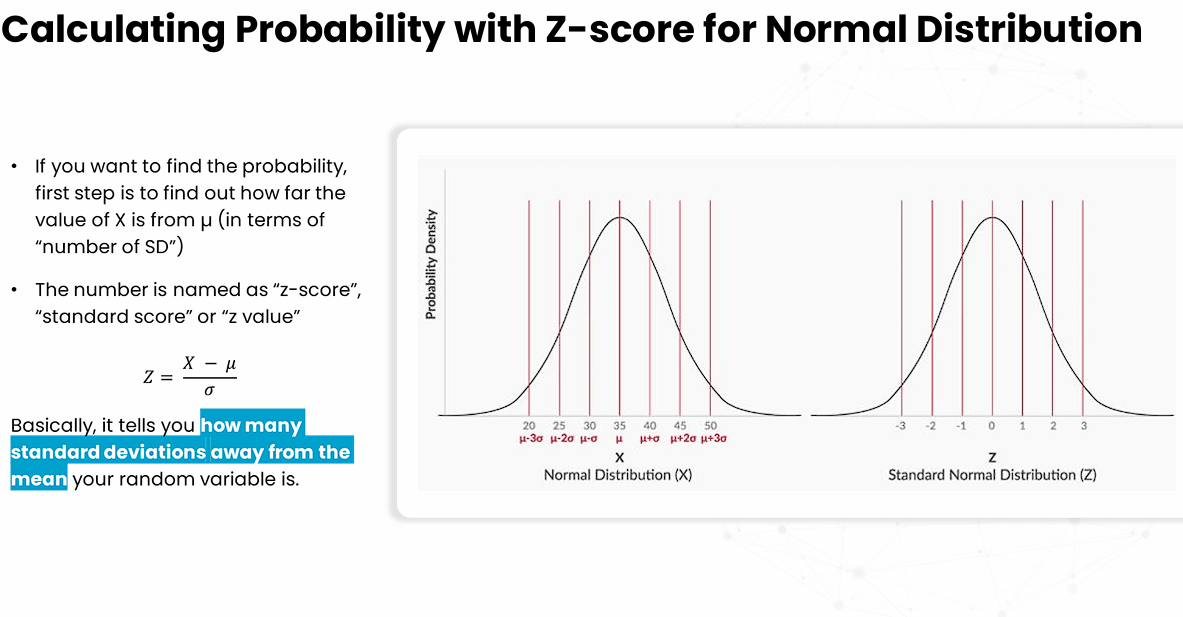 Calculating Probability with Z-score for Normal Distribution
• If you want to find the probability,
first step is to find out how far the
value of X is from μ (in terms of
“number of SD”)
• The number is named as “z-score”,
“standard score” or “z value”
Z = (X − μ) / σ
Basically, it tells you how many
standard deviations away from the
mean your random variable is.
Probability Density
20 25 30 35 40 45 50
μ-3σ μ-2σ μ-σ μ μ+σ μ+2σ μ+3σ
X
Normal Distribution (X)
-3 -2 -1 0 1 2 3
Z
Standard Normal Distribution (Z)